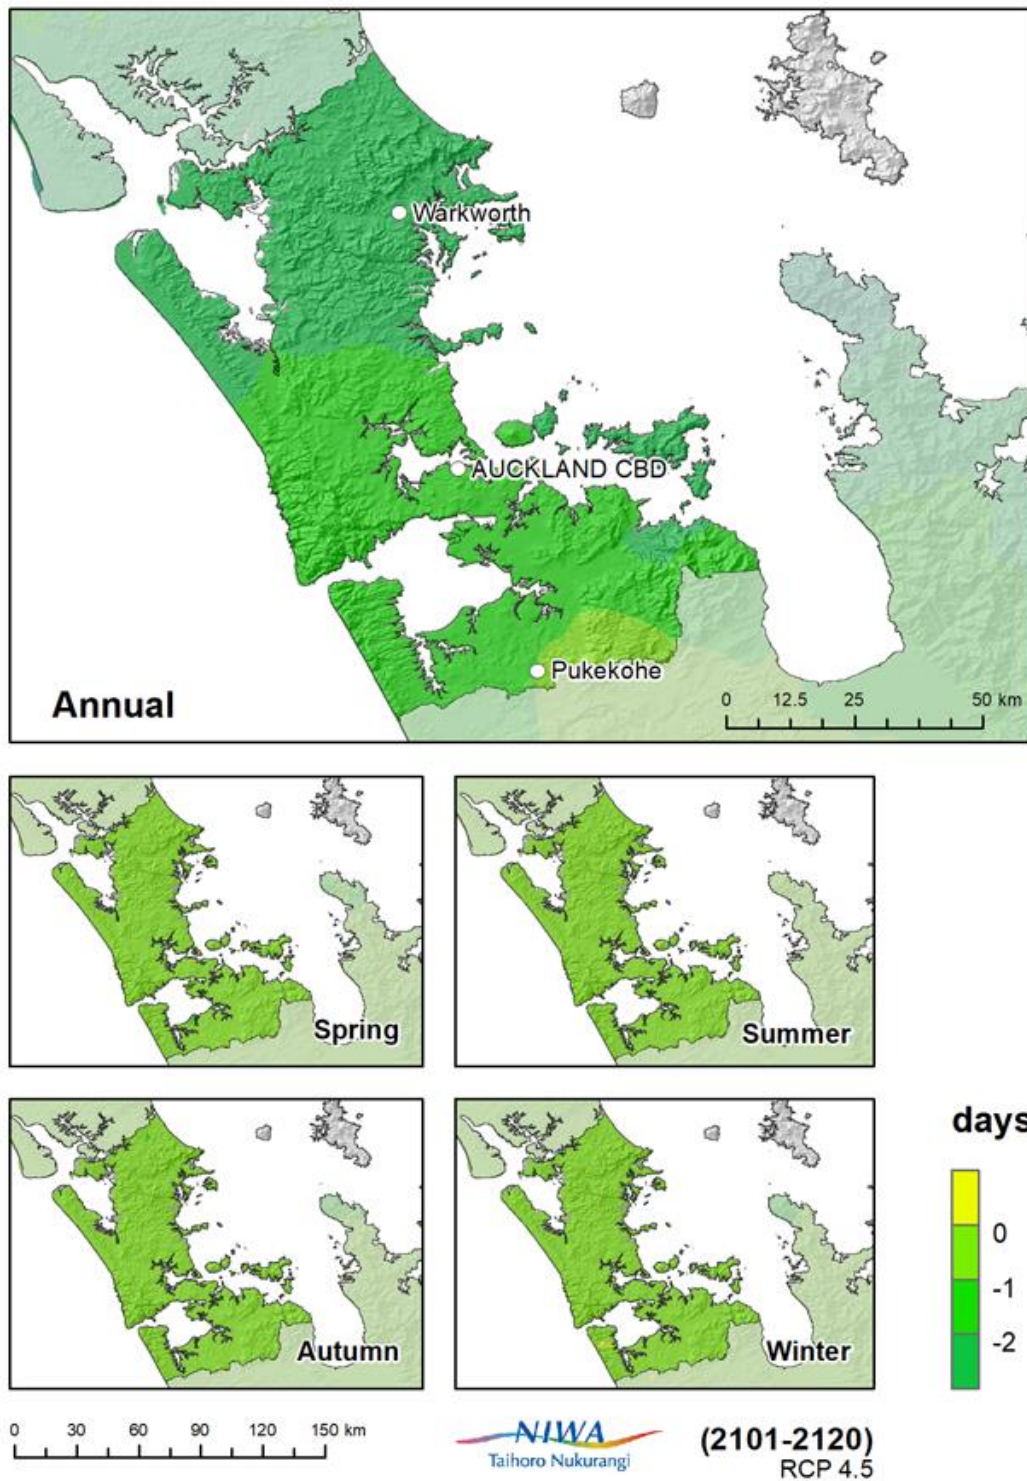 Warkworth
AUCKLAND CBD
Pukekohe
Annual
0 12.5 25 50 km
Spring
Summer
Autumn
Winter
days
0
-1
-2
0 30 60 90 120 150 km
NIWA
Taihoro Nukurangi
(2101-2120)
RCP 4.5